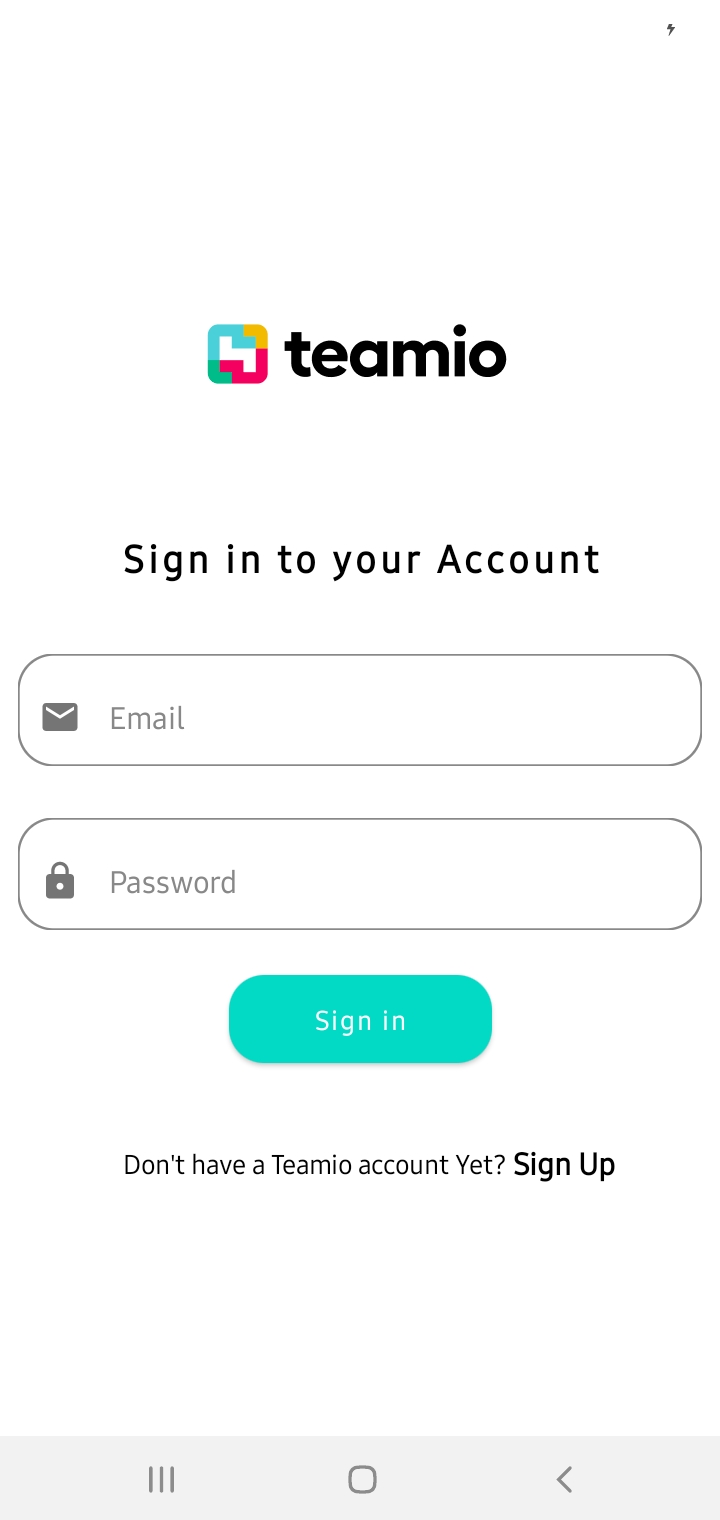 teamio
Sign in to your Account
Email
Password
Sign in
Don't have a Teamio account Yet? Sign Up